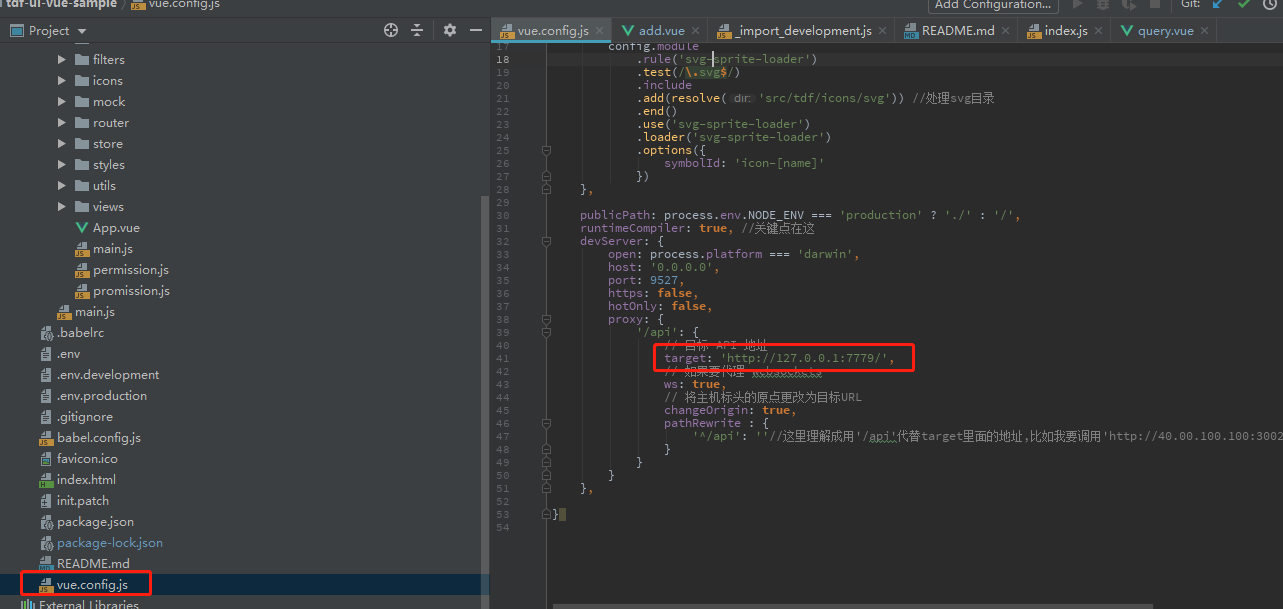 tdf-ui-vue-sample
vue.config.js
Add Configuration...
Git:
Project
vue.config.js
add.vue
_import_development.js
README.md
index.js
query.vue
filters
icons
mock
router
store
styles
utils
views
App.vue
main.js
permission.js
promission.js
main.js
.babelrc
.env
.env.development
.env.production
.gitignore
babel.config.js
favicon.ico
index.html
init.patch
package.json
package-lock.json
README.md
vue.config.js
External Libraries
17 config.module
18 .rule('svg-sprite-loader')
19 .test(/\.svg$/)
20 .include
21 .add(resolve( dir: 'src/tdf/icons/svg')) //处理svg目录
22 .end()
23 .use('svg-sprite-loader')
24 .loader('svg-sprite-loader')
25 .options({
26 symbolId: 'icon-[name]'
27 })
28 },
29
30 publicPath: process.env.NODE_ENV === 'production' ? './' : '/',
31 runtimeCompiler: true, //关键点在这
32 devServer: {
33 open: process.platform === 'darwin',
34 host: '0.0.0.0',
35 port: 9527,
36 https: false,
37 hotOnly: false,
38 proxy: {
39 '/api': {
40 // 目标 API 地址
41 target: 'http://127.0.0.1:7779/',
42 // 如果要代理 websockets
43 ws: true,
44 // 将主机标头的原点更改为目标URL
45 changeOrigin: true,
46 pathRewrite : {
47 '^/api': ''//这里理解成用'/api'代替target里面的地址,比如我要调用'http://40.00.100.100:3002
48 }
49 }
50 }
51 },
52
53 }
54